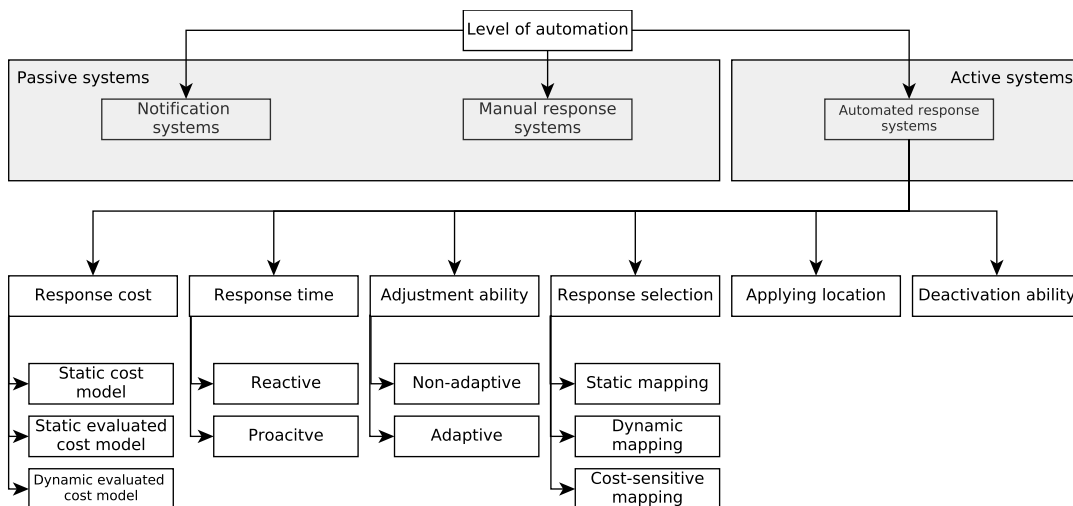 Level of automation
Passive systems
Active systems
Notification
systems
Manual response
systems
Automated response
systems
Response cost
Response time
Adjustment ability
Response selection
Applying location
Deactivation ability
Static cost
model
Reactive
Non-adaptive
Static mapping
Static evaluated
cost model
Proacitve
Adaptive
Dynamic
mapping
Dynamic evaluated
cost model
Cost-sensitive
mapping